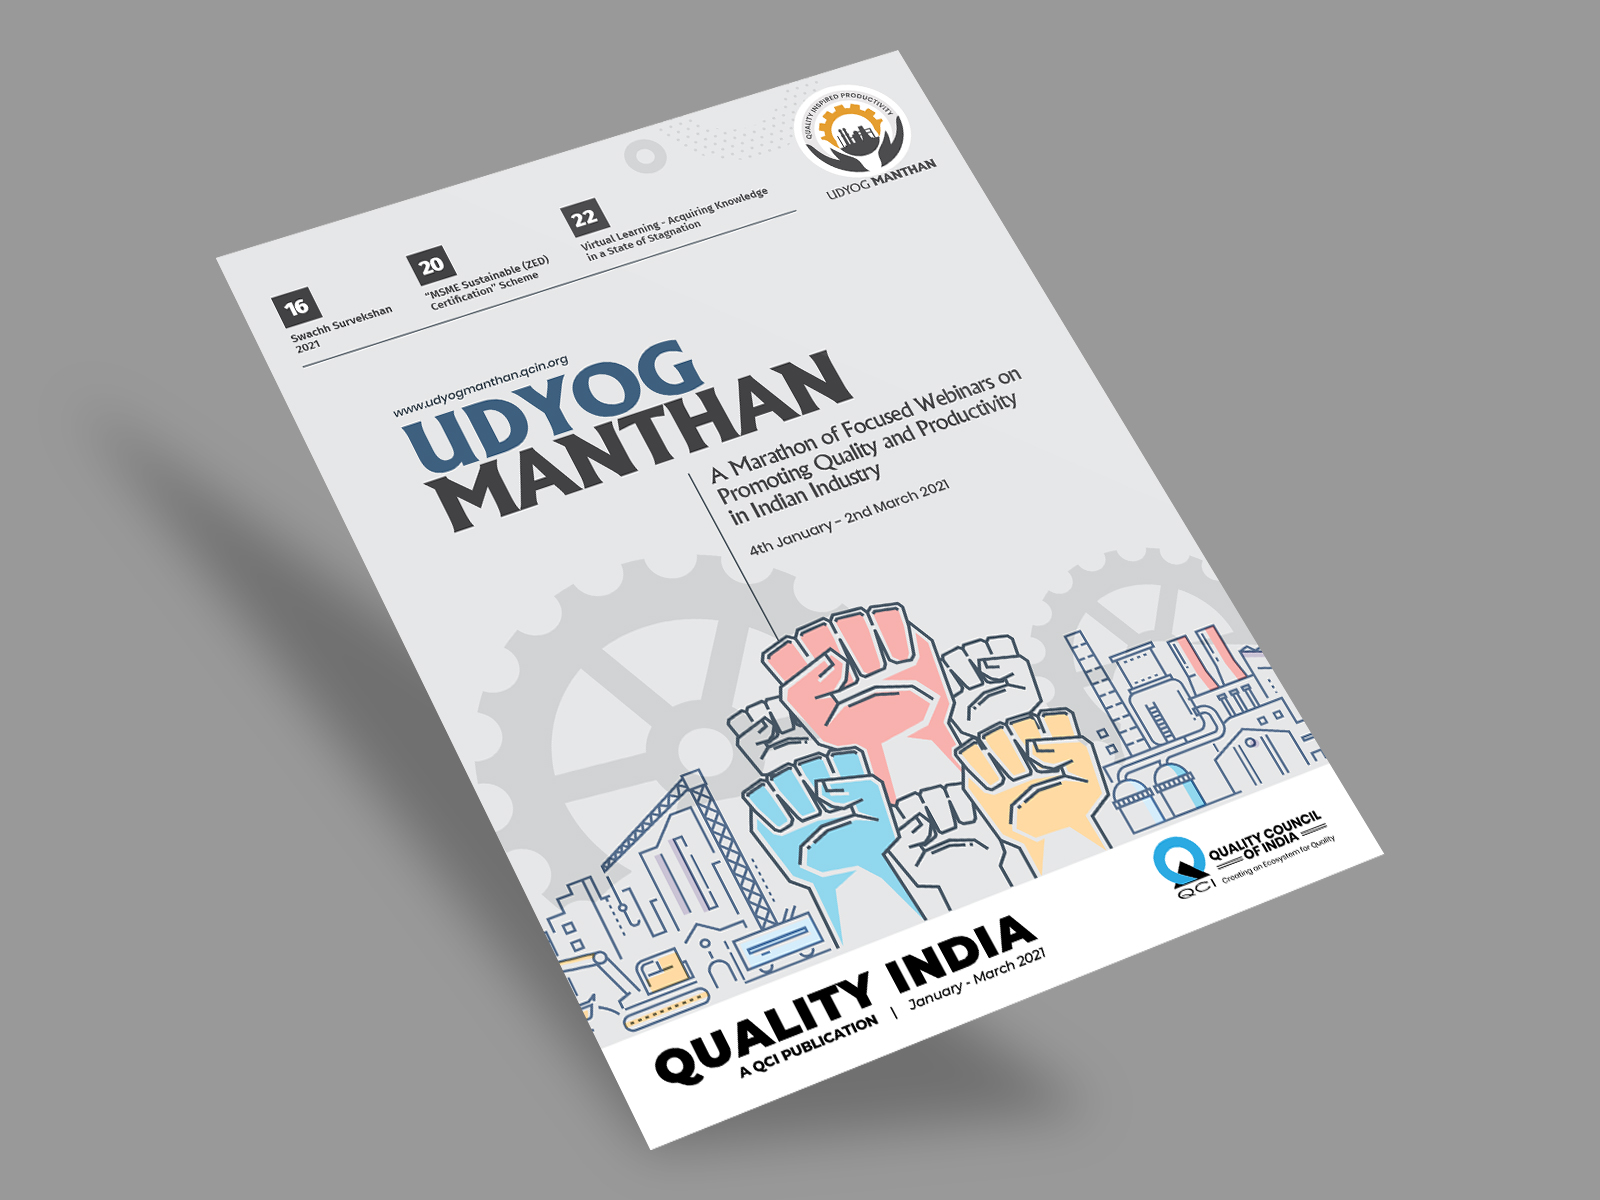 QUALITY INSPIRED PRODUCTIVITY
UDYOG MANTHAN
16
Swachh Survekshan
2021
20
“MSME Sustainable (ZED)
Certification” Scheme
22
Virtual Learning - Acquiring Knowledge
in a State of Stagnation
www.udyogmanthan.qcin.org
UDYOG
MANTHAN
A Marathon of Focused Webinars on
Promoting Quality and Productivity
in Indian Industry
4th January - 2nd March 2021
QCI
QUALITY COUNCIL
OF INDIA
Creating an Ecosystem for Quality
QUALITY INDIA
A QCI PUBLICATION | January - March 2021